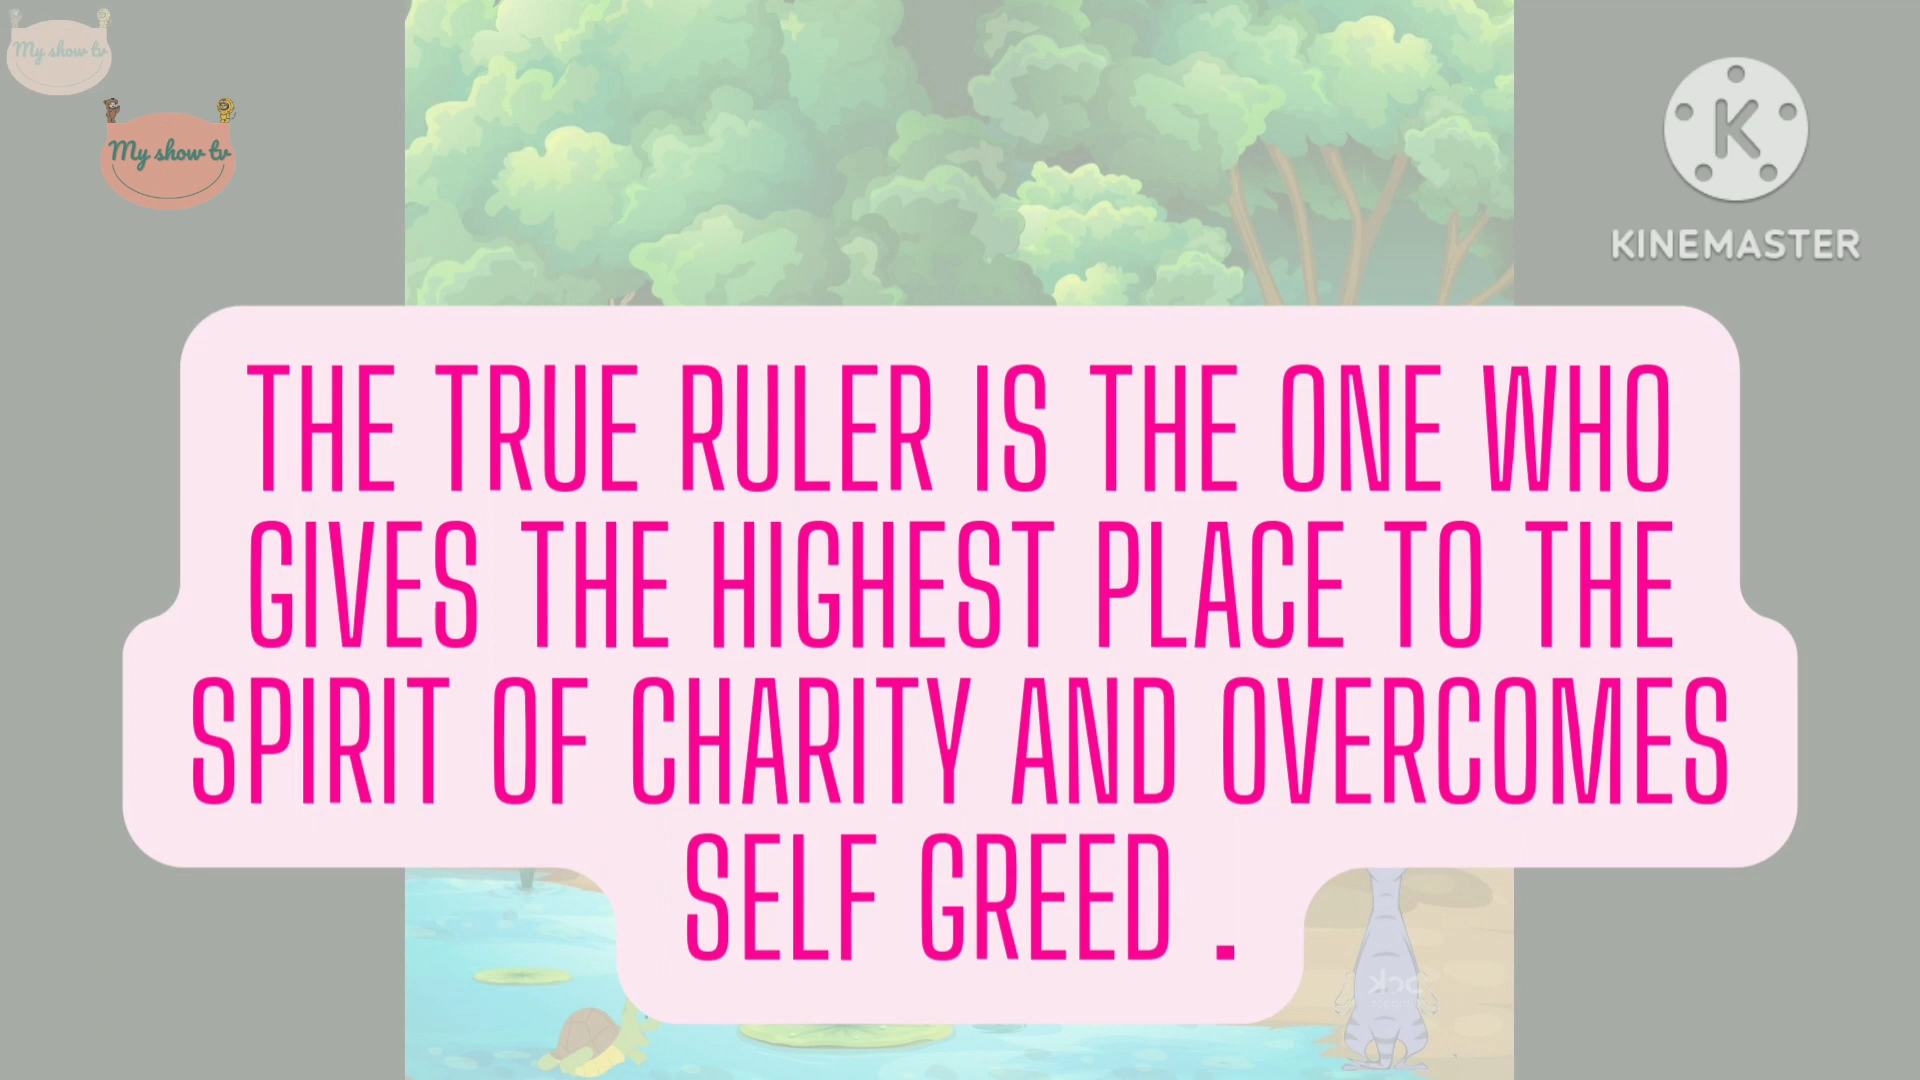 My show tv
My show tv
K
KINEMASTER
THE TRUE RULER IS THE ONE WHO
GIVES THE HIGHEST PLACE TO THE
SPIRIT OF CHARITY AND OVERCOMES
SELF GREED .